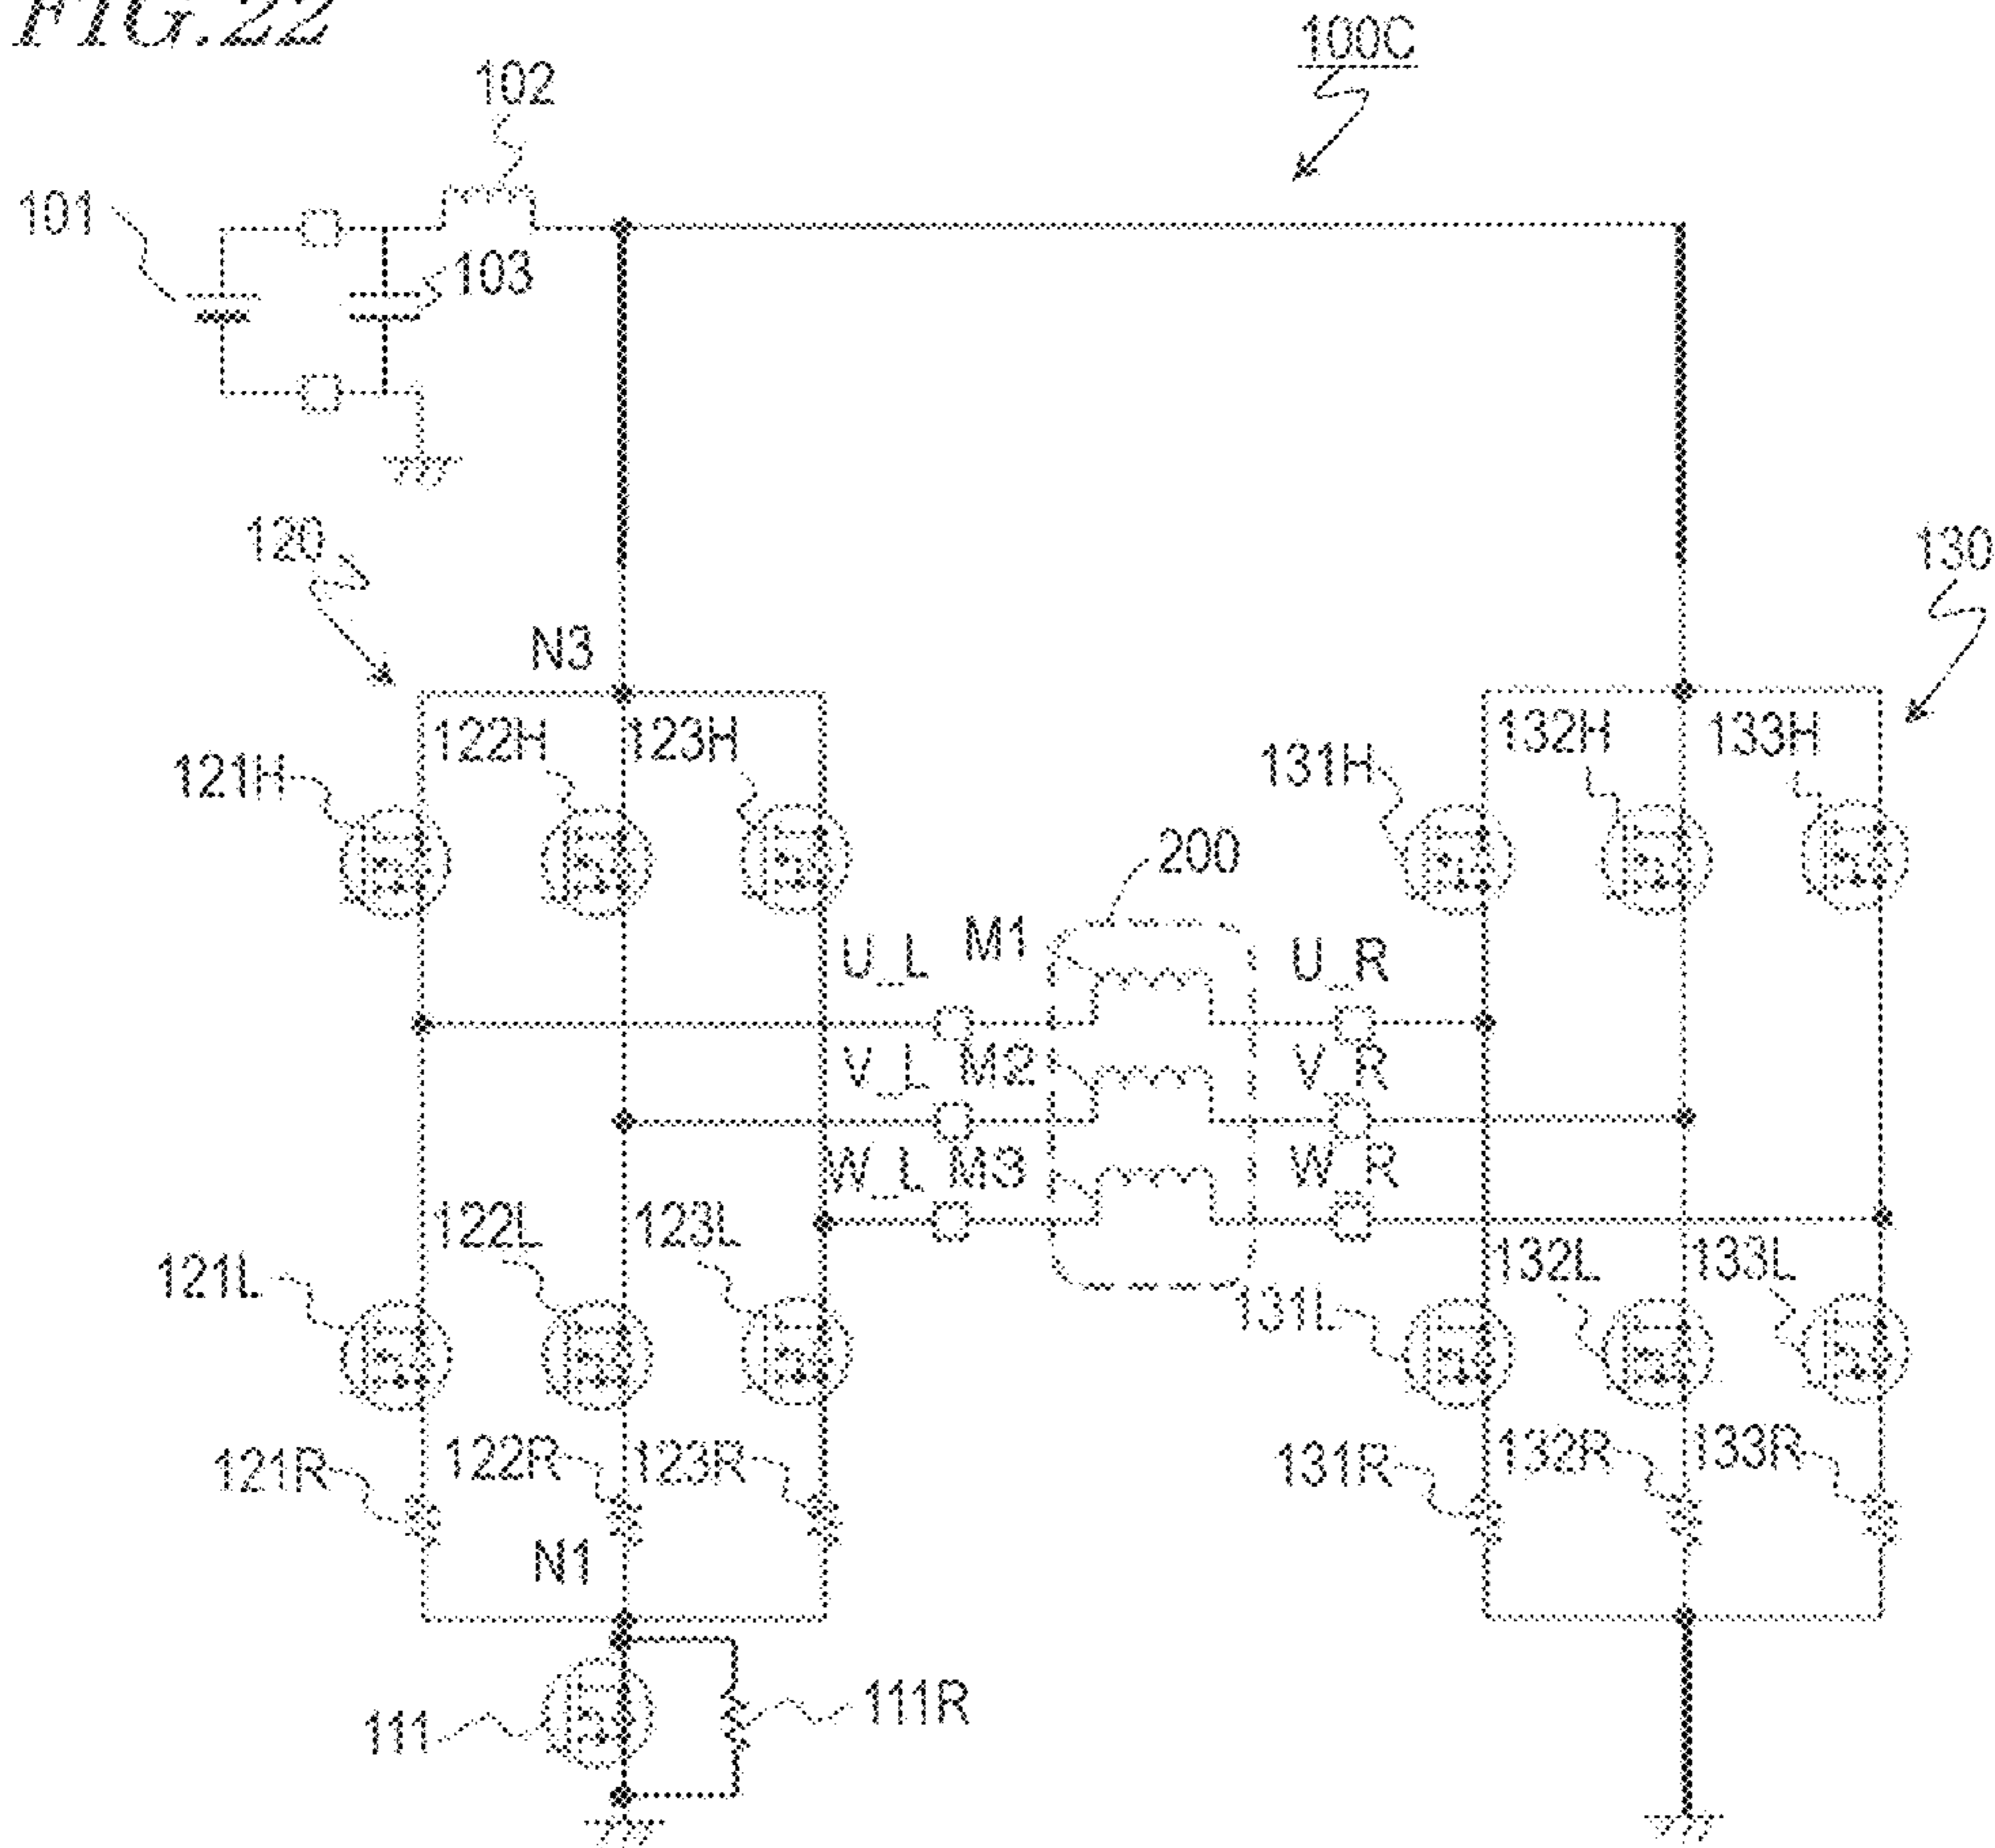 FIG.22
100C
102
101
103
120
130
N3
122H
123H
121H
132H
133H
131H
200
M1
U_L
U_R
V_L
M2
V_R
W_L
M3
W_R
122L
123L
121L
132L
133L
131L
122R
123R
121R
132R
133R
131R
N1
111
111R